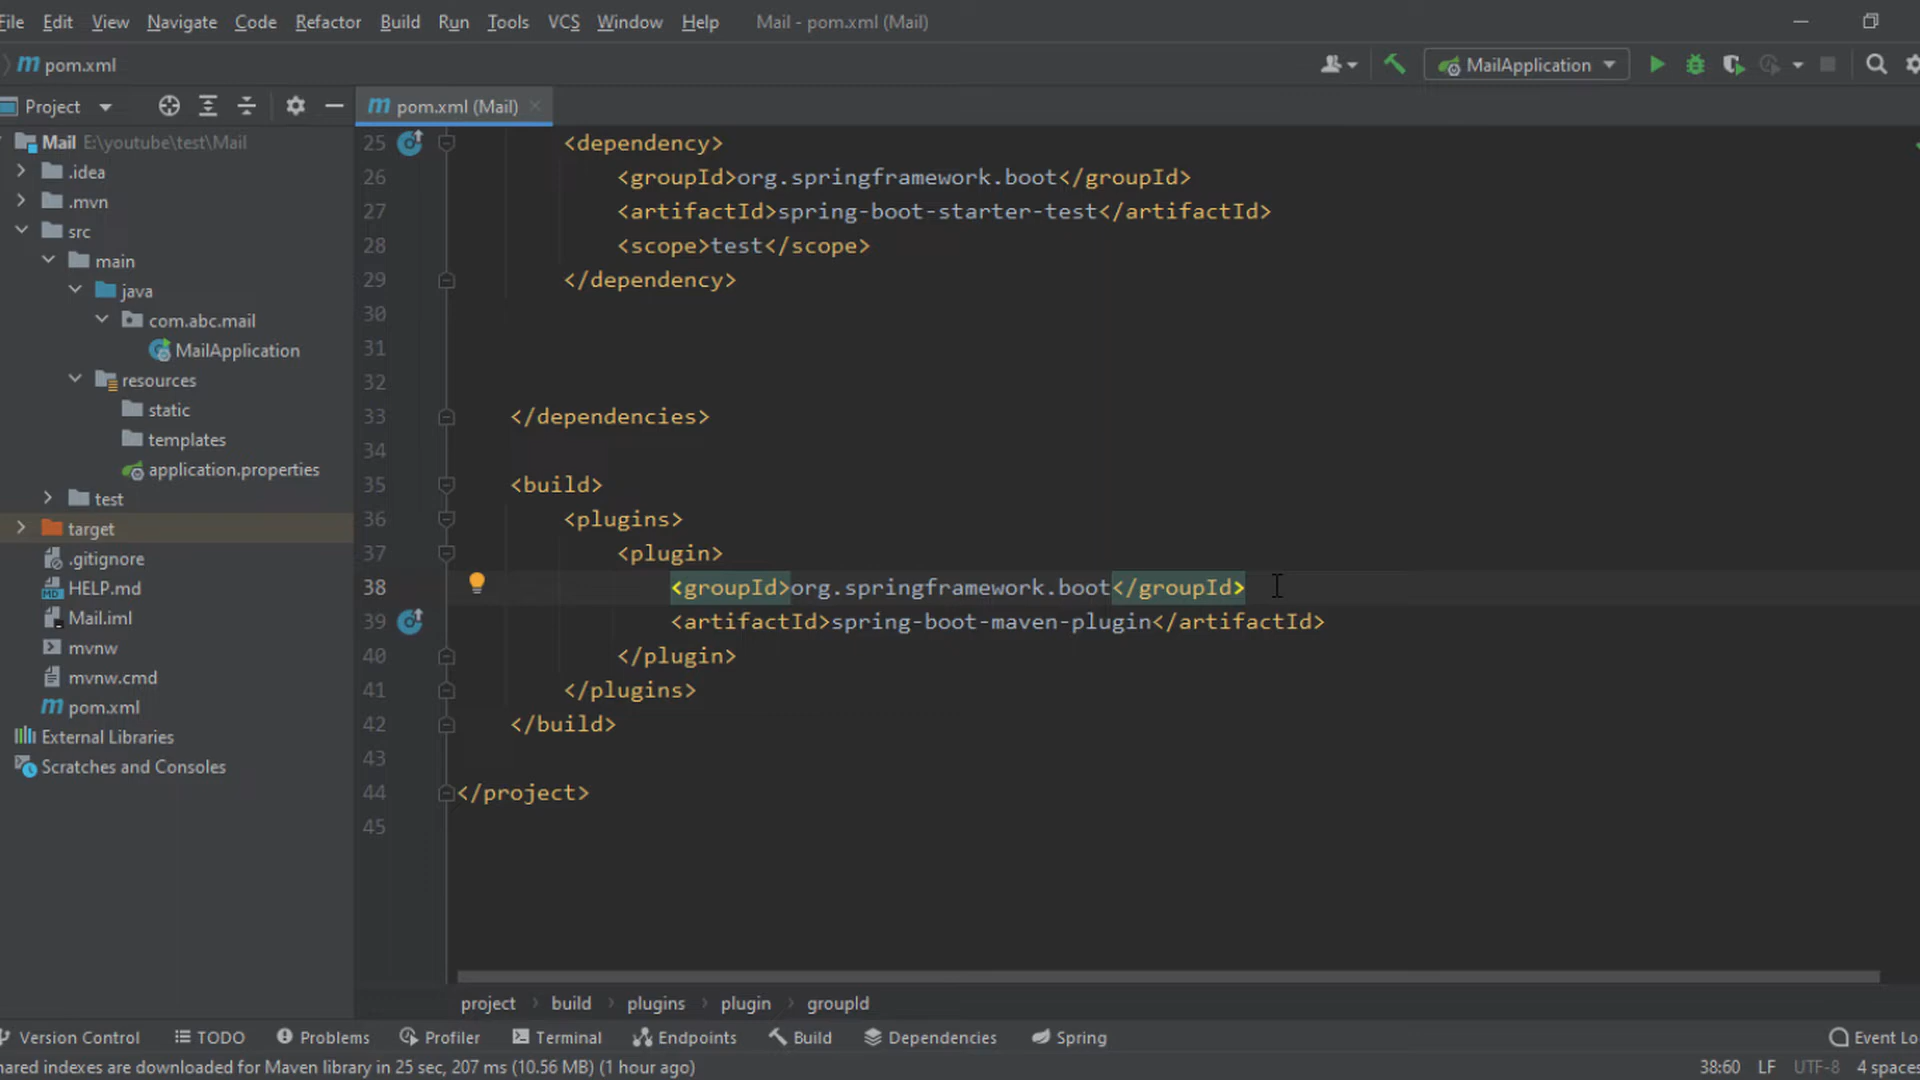 File Edit View Navigate Code Refactor Build Run Tools VCS Window Help Mail - pom.xml (Mail)
pom.xml MailApplication
Project pom.xml (Mail)
Mail E:\youtube\test\Mail
.idea
.mvn
src
main
java
com.abc.mail
MailApplication
resources
static
templates
application.properties
test
target
.gitignore
HELP.md
Mail.iml
mvnw
mvnw.cmd
pom.xml
External Libraries
Scratches and Consoles
25 <dependency>
26 <groupId>org.springframework.boot</groupId>
27 <artifactId>spring-boot-starter-test</artifactId>
28 <scope>test</scope>
29 </dependency>
30
31
32
33 </dependencies>
34
35 <build>
36 <plugins>
37 <plugin>
38 <groupId>org.springframework.boot</groupId>
39 <artifactId>spring-boot-maven-plugin</artifactId>
40 </plugin>
41 </plugins>
42 </build>
43
44 </project>
45
project build plugins plugin groupId
Version Control TODO Problems Profiler Terminal Endpoints Build Dependencies Spring Event Lo
hared indexes are downloaded for Maven library in 25 sec, 207 ms (10.56 MB) (1 hour ago) 38:60 LF UTF-8 4 spaces